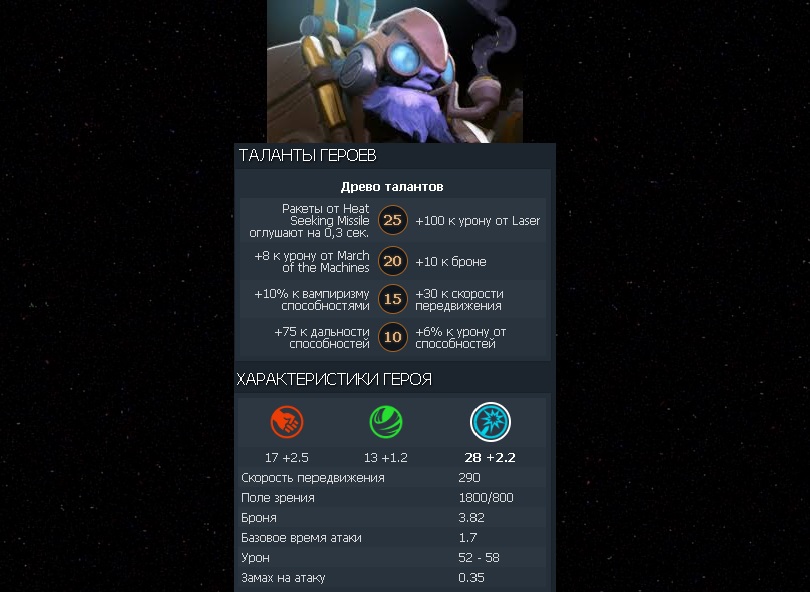 ТАЛАНТЫ ГЕРОЕВ
Древо талантов
Ракеты от Heat
Seeking Missile
оглушают на 0,3 сек.
25
+100 к урону от Laser
+8 к урону от March
of the Machines
20
+10 к броне
+10% к вампиризму
способностями
15
+30 к скорости
передвижения
+75 к дальности
способностей
10
+6% к урону от
способностей
ХАРАКТЕРИСТИКИ ГЕРОЯ
17 +2.5
13 +1.2
28 +2.2
Скорость передвижения 290
Поле зрения 1800/800
Броня 3.82
Базовое время атаки 1.7
Урон 52 - 58
Замах на атаку 0.35